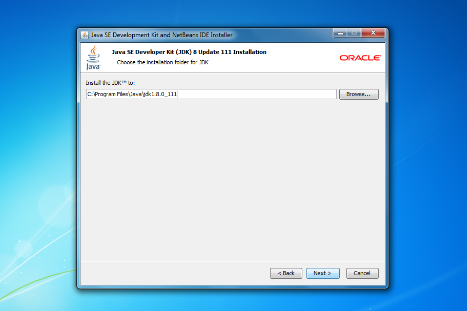 Java SE Development Kit and NetBeans IDE Installer
Java SE Developer Kit (JDK) 8 Update 111 Installation
Choose the installation folder for JDK
Java
ORACLE
Install the JDK™ to:
C:\Program Files\Java\jdk1.8.0_111
Browse...
< Back
Next >
Cancel